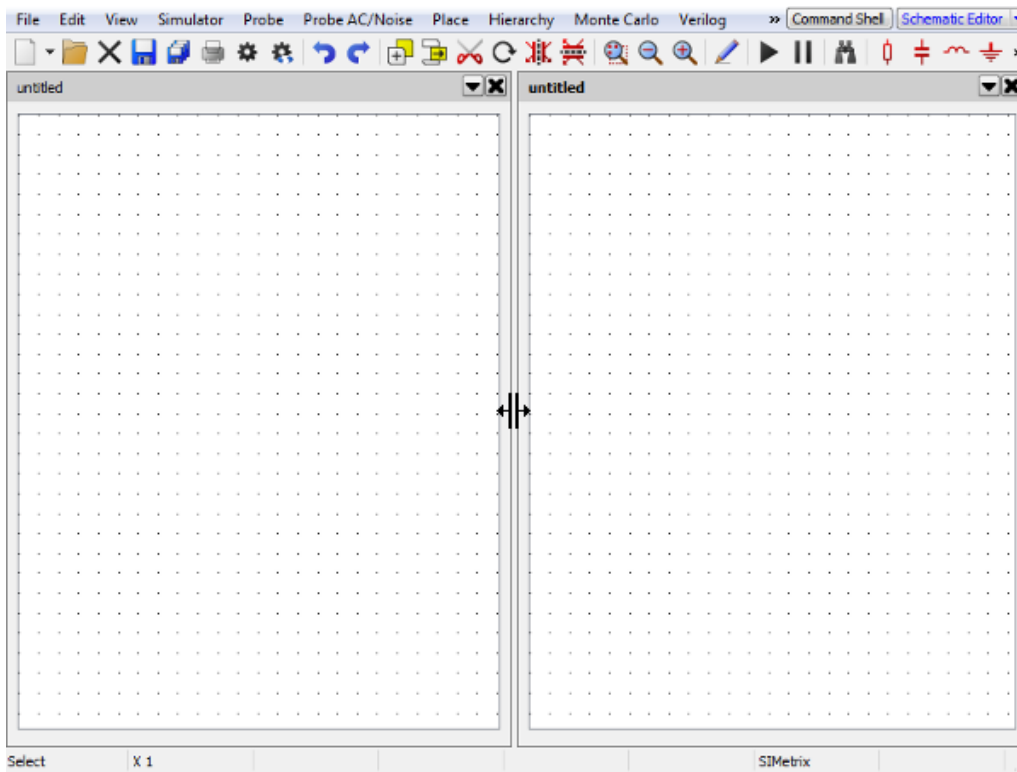 File Edit View Simulator Probe Probe AC/Noise Place Hierarchy Monte Carlo Verilog » Command Shell Schematic Editor
untitled untitled
Select X 1 SIMetrix